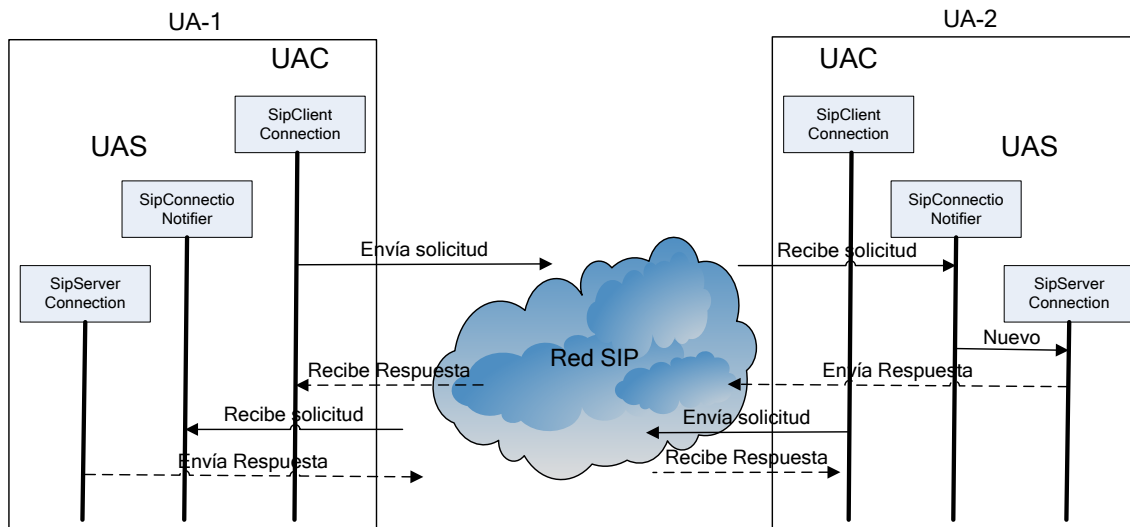 UA-1
UA-2
UAC
UAC
SipClient
Connection
SipClient
Connection
UAS
UAS
SipConnectio
Notifier
SipConnectio
Notifier
Envía solicitud
Recibe solicitud
SipServer
Connection
SipServer
Connection
Nuevo
Red SIP
Recibe Respuesta
Envía Respuesta
Recibe solicitud
Envía solicitud
Envía Respuesta
Recibe Respuesta